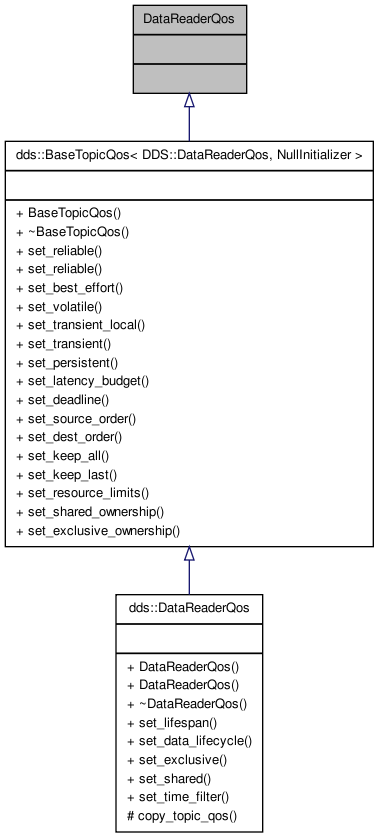 DataReaderQos
dds::BaseTopicQos< DDS::DataReaderQos, NullInitializer >
+ BaseTopicQos()
+ ~BaseTopicQos()
+ set_reliable()
+ set_reliable()
+ set_best_effort()
+ set_volatile()
+ set_transient_local()
+ set_transient()
+ set_persistent()
+ set_latency_budget()
+ set_deadline()
+ set_source_order()
+ set_dest_order()
+ set_keep_all()
+ set_keep_last()
+ set_resource_limits()
+ set_shared_ownership()
+ set_exclusive_ownership()
dds::DataReaderQos
+ DataReaderQos()
+ DataReaderQos()
+ ~DataReaderQos()
+ set_lifespan()
+ set_data_lifecycle()
+ set_exclusive()
+ set_shared()
+ set_time_filter()
# copy_topic_qos()